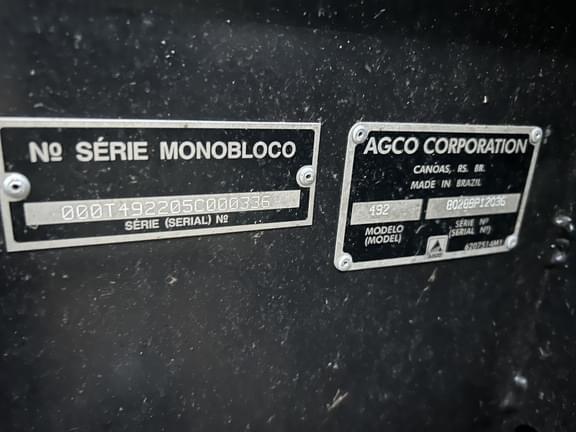 Nº SÉRIE MONOBLOCO
000T492205C000336
SÉRIE (SERIAL) Nº
AGCO CORPORATION
CANOAS, RS. BR.
MADE IN BRAZIL
492
MODELO
(MODEL)
SÉRIE Nº
(SERIAL Nº)
6207514M1